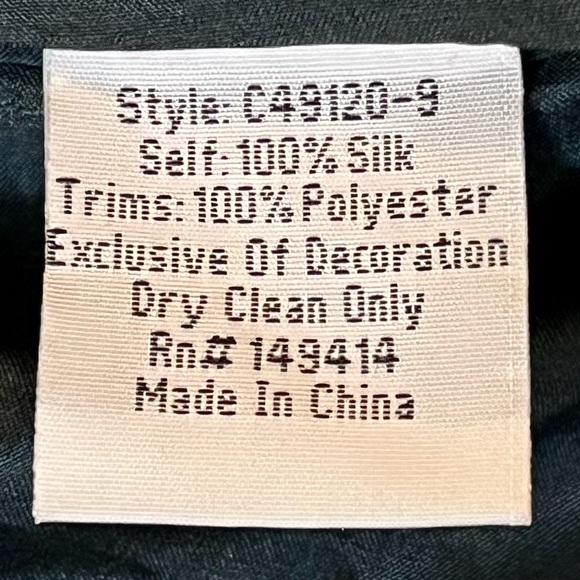 Style: C49120-9
Self: 100% Silk
Trims: 100% Polyester
Exclusive Of Decoration
Dry Clean Only
Rn# 149414
Made In China